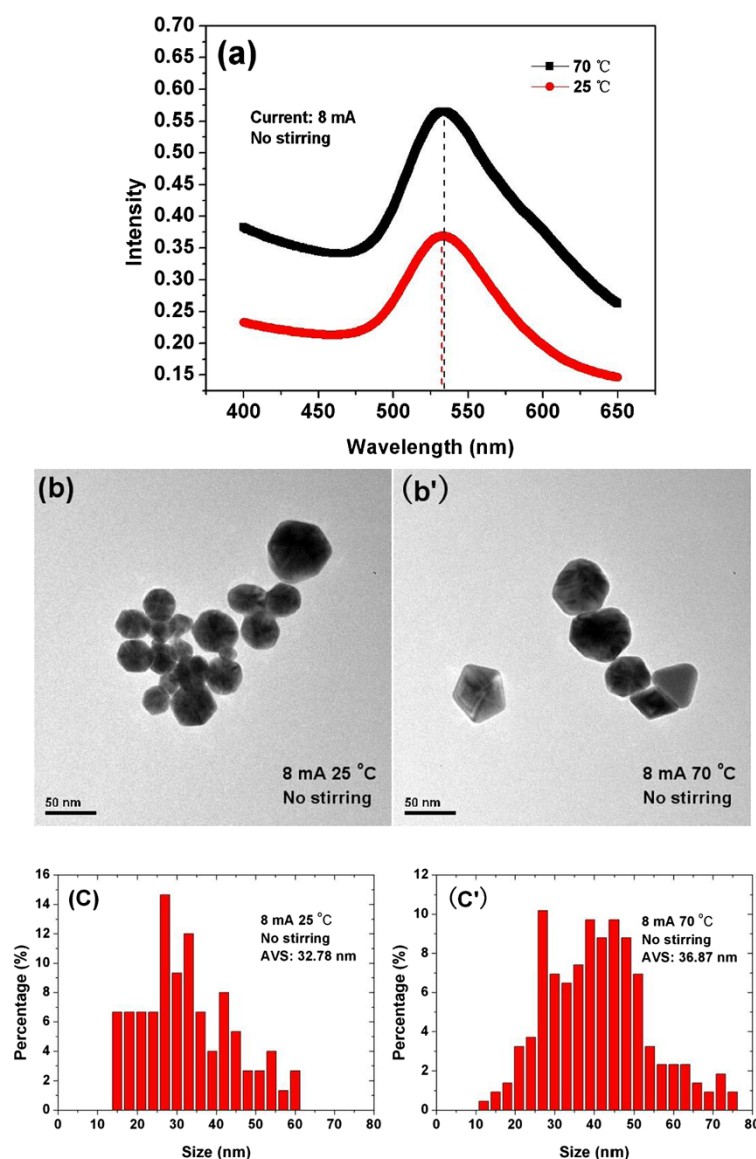 (a)
70 ℃
25 ℃
Current: 8 mA
No stirring
0.70
0.65
0.60
0.55
0.50
0.45
0.40
0.35
0.30
0.25
0.20
0.15
Intensity
400 450 500 550 600 650
Wavelength (nm)
(b)
8 mA 25 °C
No stirring
50 nm
(b')
8 mA 70 °C
No stirring
50 nm
(C)
8 mA 25 °C
No stirring
AVS: 32.78 nm
16
14
12
10
8
6
4
2
0
Percentage (%)
0 10 20 30 40 50 60 70 80
Size (nm)
(C')
8 mA 70 °C
No stirring
AVS: 36.87 nm
12
10
8
6
4
2
0
Percentage (%)
0 10 20 30 40 50 60 70 80
Size (nm)